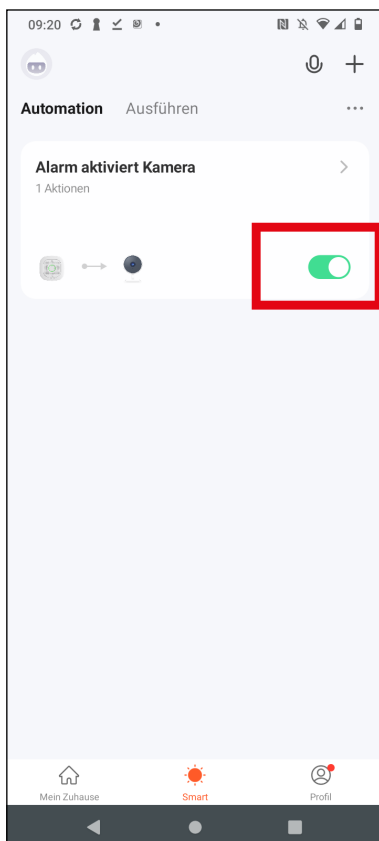 09:20
Automation Ausführen
Alarm aktiviert Kamera
1 Aktionen
Mein Zuhause Smart Profil